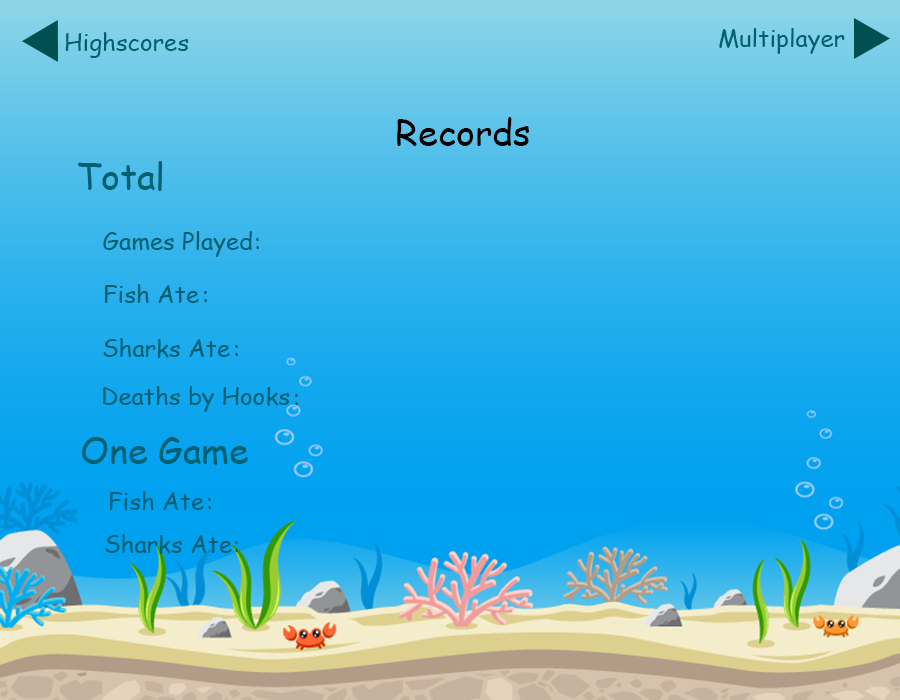 Highscores
Multiplayer
Records
Total
Games Played:
Fish Ate:
Sharks Ate:
Deaths by Hooks:
One Game
Fish Ate:
Sharks Ate: